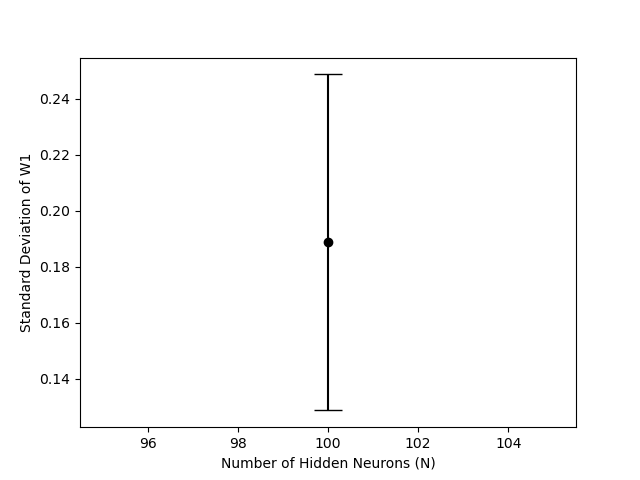 0.24
0.22
0.20
0.18
0.16
0.14
Standard Deviation of W1
96 98 100 102 104
Number of Hidden Neurons (N)